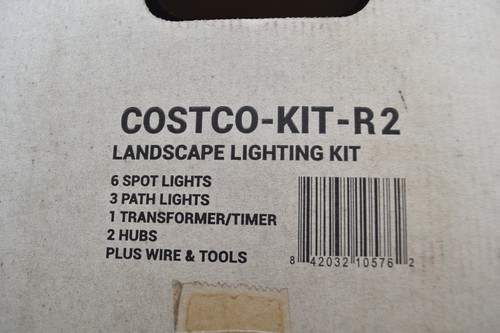 COSTCO-KIT-R2
LANDSCAPE LIGHTING KIT
6 SPOT LIGHTS
3 PATH LIGHTS
1 TRANSFORMER/TIMER
2 HUBS
PLUS WIRE & TOOLS
8 42032 10576 2